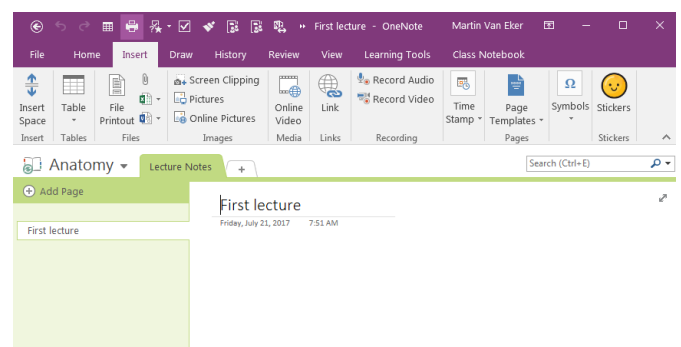 First lecture - OneNote Martin Van Eker
File Home Insert Draw History Review View Learning Tools Class Notebook
Insert Space
Table
File Printout
Screen Clipping
Pictures
Online Pictures
Online Video
Link
Record Audio
Record Video
Time Stamp
Page Templates
Symbols
Stickers
Insert Tables Files Images Media Links Recording Pages Stickers
Anatomy Lecture Notes + Search (Ctrl+E)
Add Page
First lecture
Friday, July 21, 2017 7:51 AM
First lecture